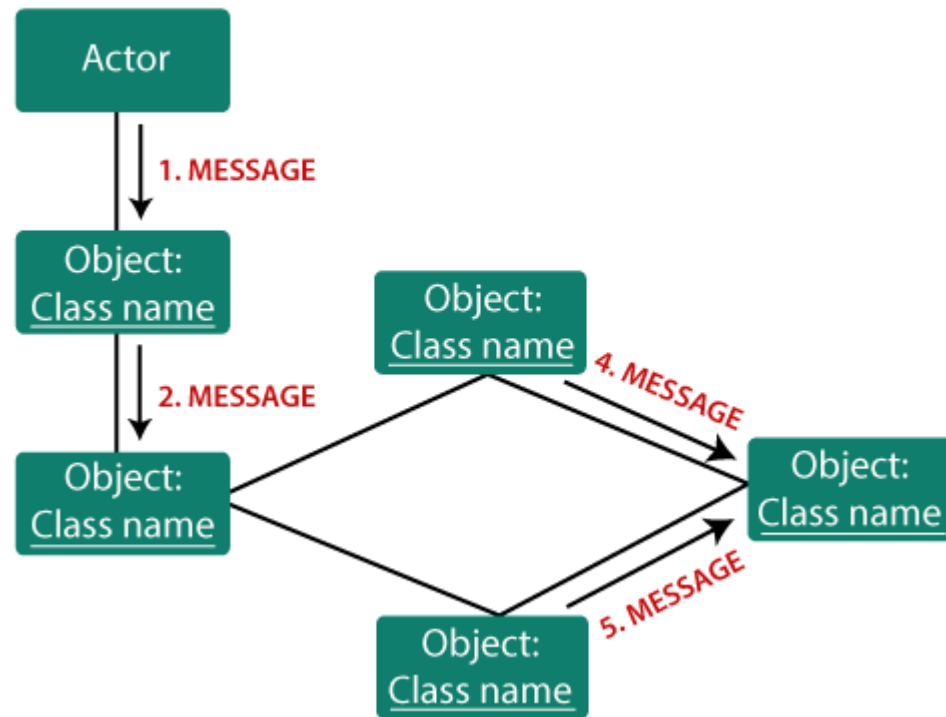 Actor
1. MESSAGE
Object:
Class name
2. MESSAGE
Object:
Class name
Object:
Class name
4. MESSAGE
Object:
Class name
5. MESSAGE
Object:
Class name